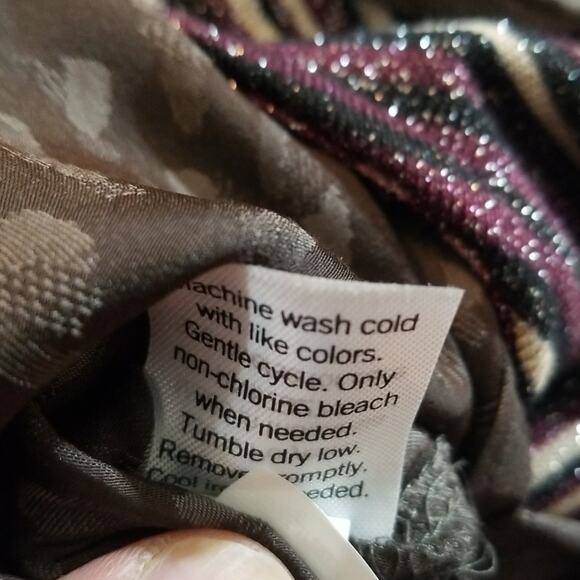 Machine wash cold
with like colors.
Gentle cycle. Only
non-chlorine bleach
when needed.
Tumble dry low.
Remove promptly.
Cool needed.